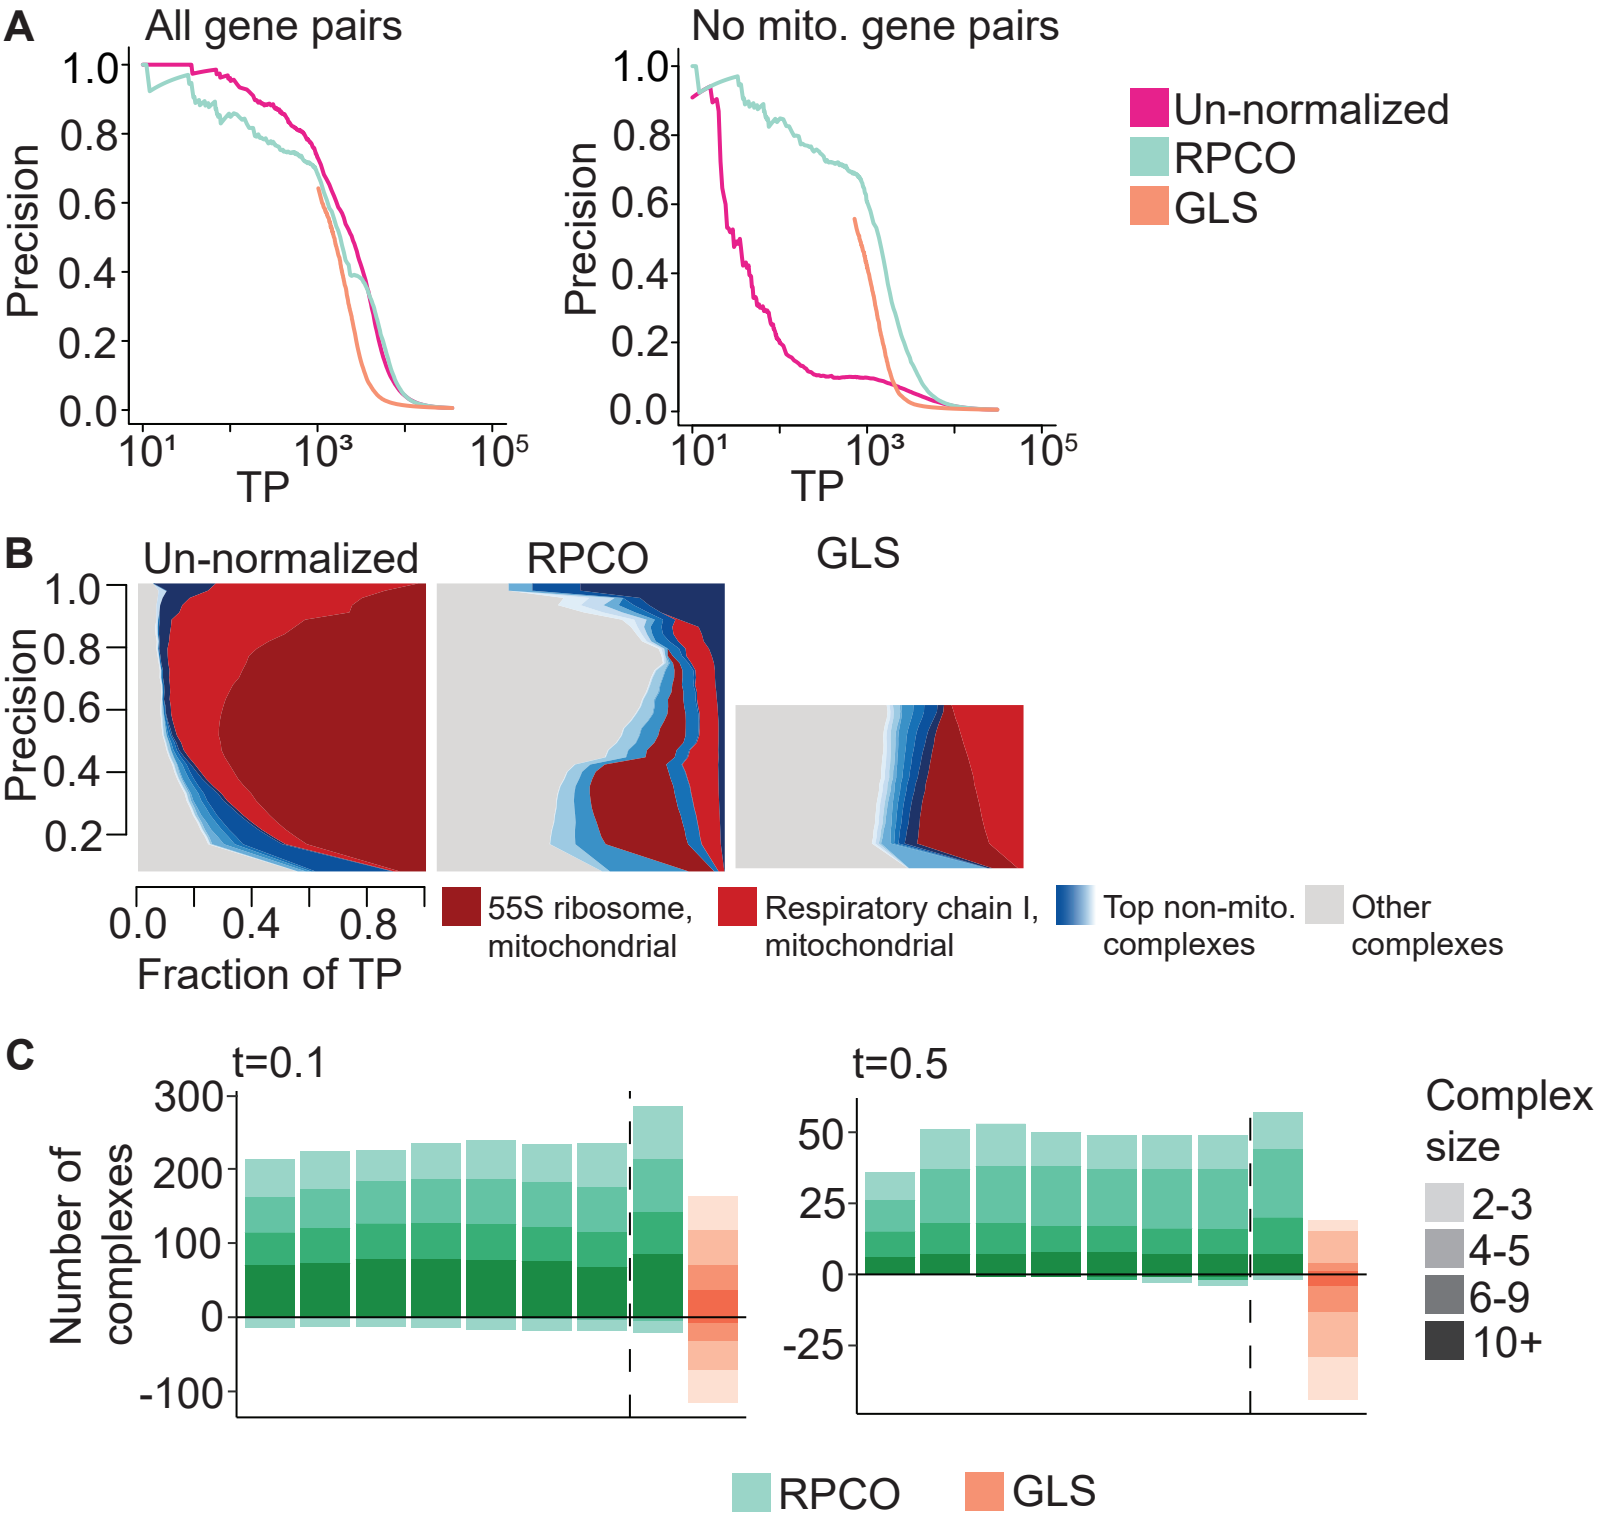 A
All gene pairs
No mito. gene pairs
Precision
1.0
0.8
0.6
0.4
0.2
0.0
10¹
10³
10⁵
TP
Precision
1.0
0.8
0.6
0.4
0.2
0.0
10¹
10³
10⁵
TP
Un-normalized
RPCO
GLS
B
Un-normalized
RPCO
GLS
Precision
1.0
0.8
0.6
0.4
0.2
0.0
0.4
0.8
Fraction of TP
55S ribosome,
mitochondrial
Respiratory chain I,
mitochondrial
Top non-mito.
complexes
Other
complexes
C
t=0.1
Number of
complexes
300
200
100
0
-100
t=0.5
50
25
0
-25
Complex
size
2-3
4-5
6-9
10+
RPCO
GLS